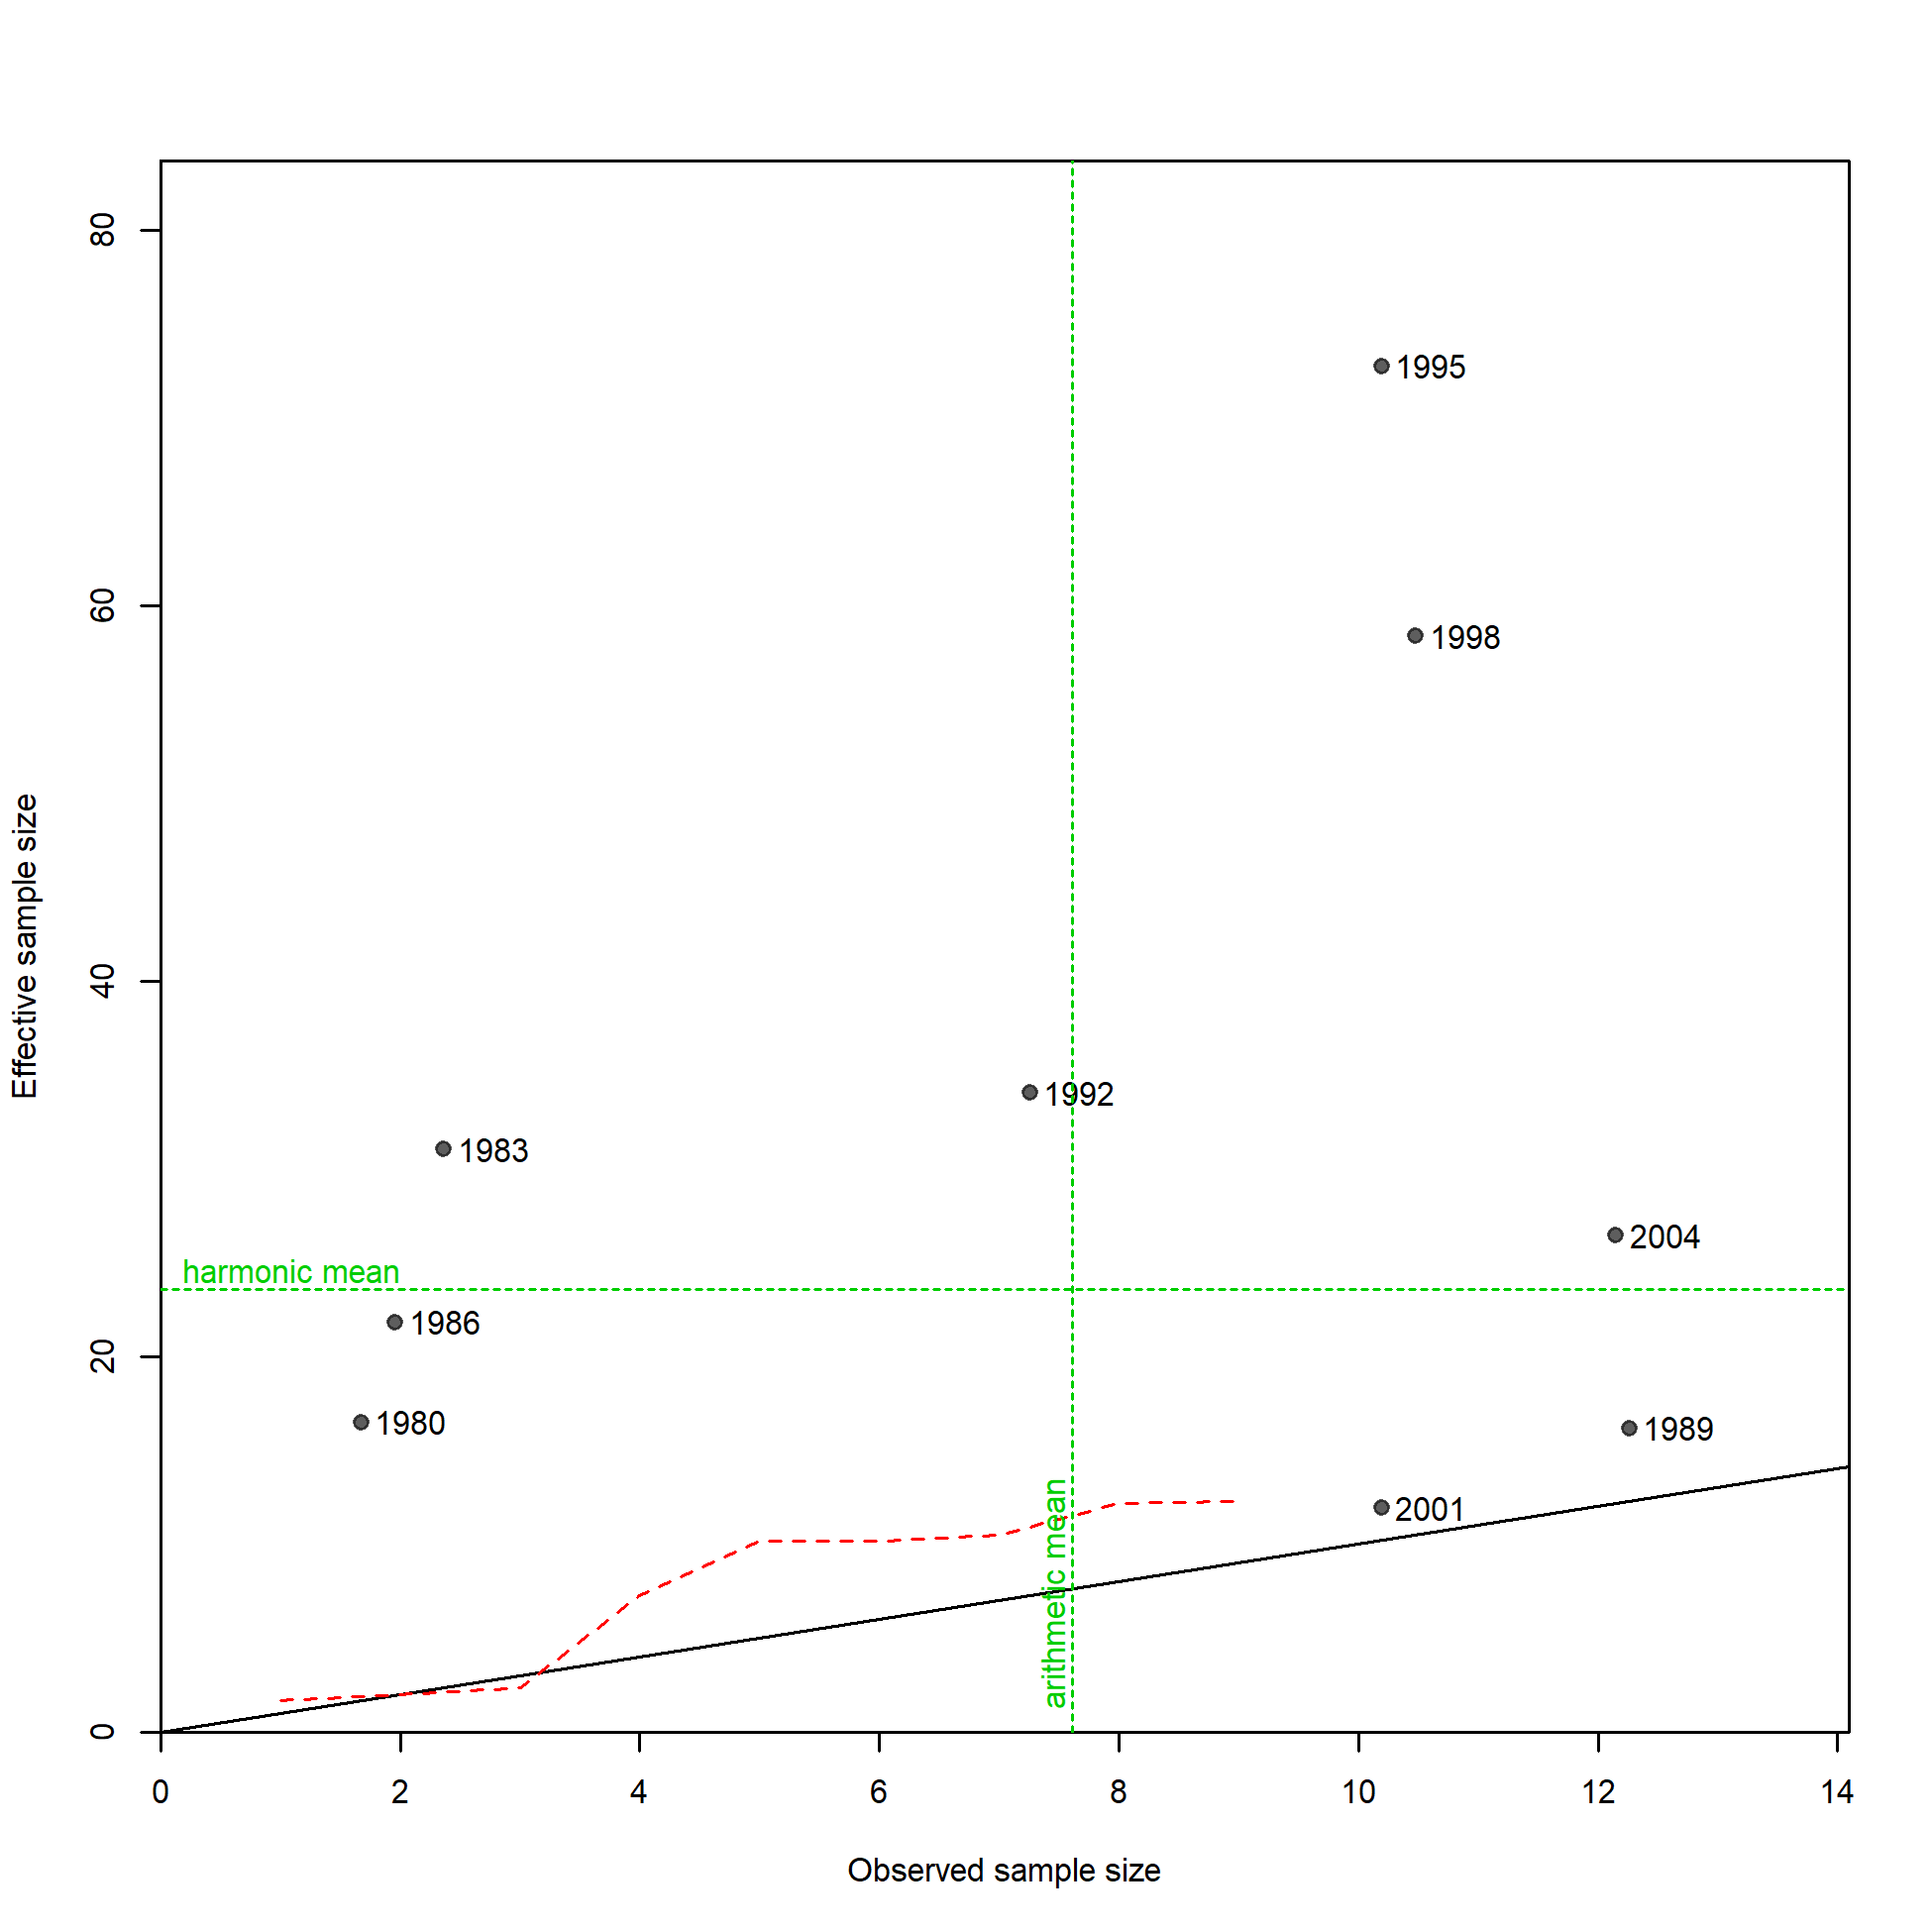 80
1995
60
1998
Effective sample size
40
1992
1983
2004
harmonic mean
1986
20
1980
1989
2001
arithmetic mean
0
0 2 4 6 8 10 12 14
Observed sample size